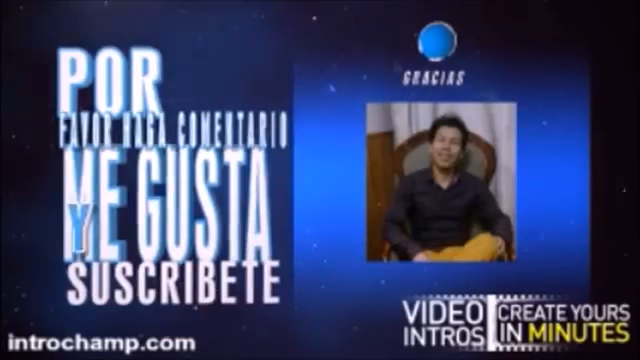 POR
FAVOR HAGA COMENTARIO
ME GUSTA
Y
SUSCRIBETE
GRACIAS
VIDEO INTROS
CREATE YOURS IN MINUTES
introchamp.com